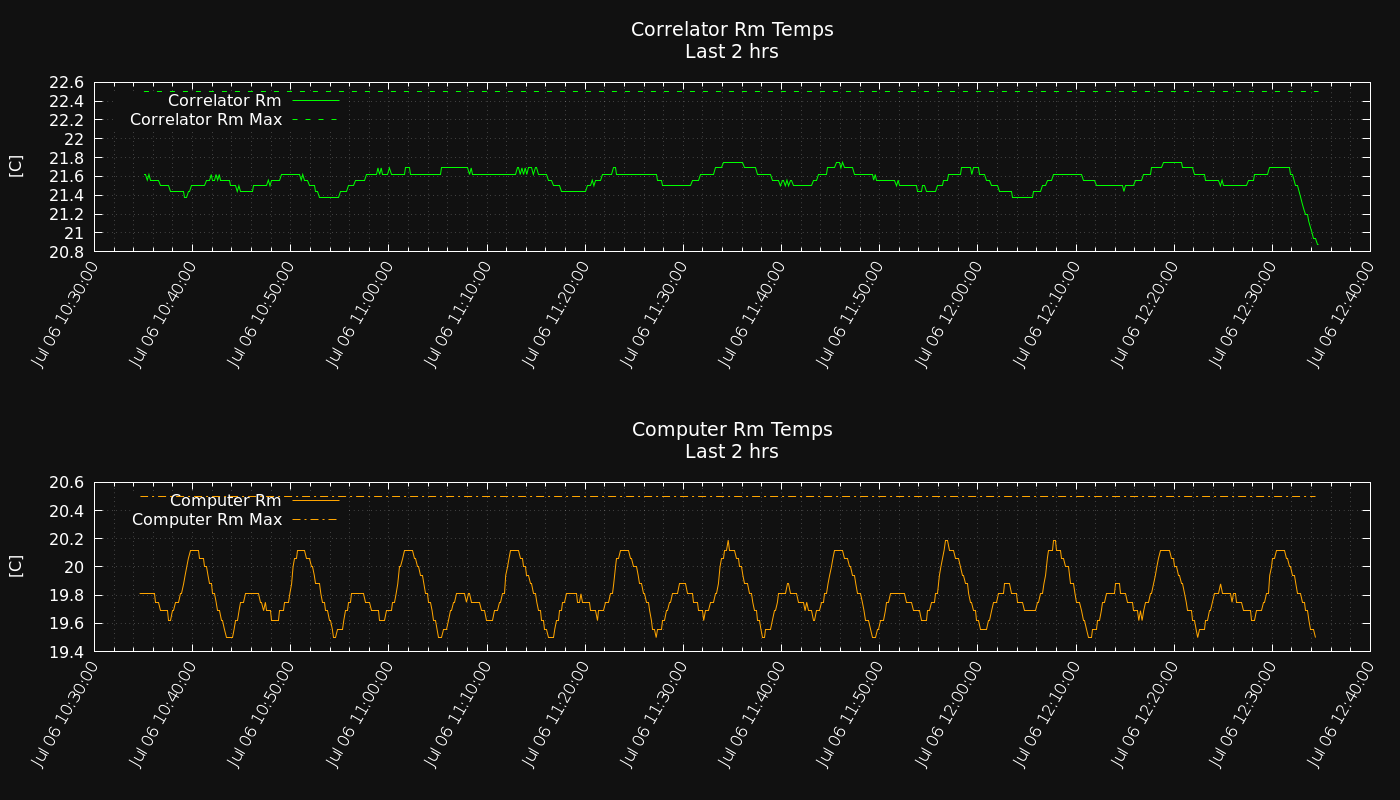 Correlator Rm Temps
Last 2 hrs
22.6
22.4
22.2
22
21.8
21.6
21.4
21.2
21
20.8
[C]
Correlator Rm
Correlator Rm Max
Jul 06 10:30:00
Jul 06 10:40:00
Jul 06 10:50:00
Jul 06 11:00:00
Jul 06 11:10:00
Jul 06 11:20:00
Jul 06 11:30:00
Jul 06 11:40:00
Jul 06 11:50:00
Jul 06 12:00:00
Jul 06 12:10:00
Jul 06 12:20:00
Jul 06 12:30:00
Jul 06 12:40:00
Computer Rm Temps
Last 2 hrs
20.6
20.4
20.2
20
19.8
19.6
19.4
[C]
Computer Rm
Computer Rm Max
Jul 06 10:30:00
Jul 06 10:40:00
Jul 06 10:50:00
Jul 06 11:00:00
Jul 06 11:10:00
Jul 06 11:20:00
Jul 06 11:30:00
Jul 06 11:40:00
Jul 06 11:50:00
Jul 06 12:00:00
Jul 06 12:10:00
Jul 06 12:20:00
Jul 06 12:30:00
Jul 06 12:40:00